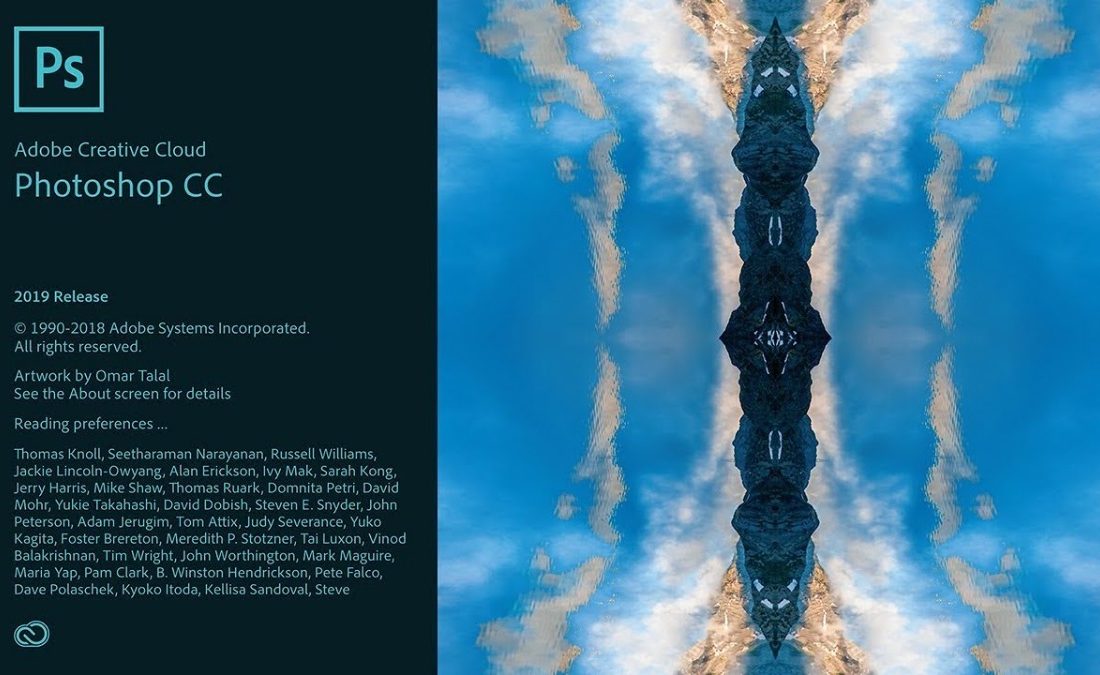 Ps
Adobe Creative Cloud
Photoshop CC
2019 Release
© 1990-2018 Adobe Systems Incorporated.
All rights reserved.
Artwork by Omar Talal
See the About screen for details
Reading preferences ...
Thomas Knoll, Seetharaman Narayanan, Russell Williams,
Jackie Lincoln-Owyang, Alan Erickson, Ivy Mak, Sarah Kong,
Jerry Harris, Mike Shaw, Thomas Ruark, Domnita Petri, David
Mohr, Yukie Takahashi, David Dobish, Steven E. Snyder, John
Peterson, Adam Jerugim, Tom Attix, Judy Severance, Yuko
Kagita, Foster Brereton, Meredith P. Stotzner, Tai Luxon, Vinod
Balakrishnan, Tim Wright, John Worthington, Mark Maguire,
Maria Yap, Pam Clark, B. Winston Hendrickson, Pete Falco,
Dave Polaschek, Kyoko Itoda, Kellisa Sandoval, Steve